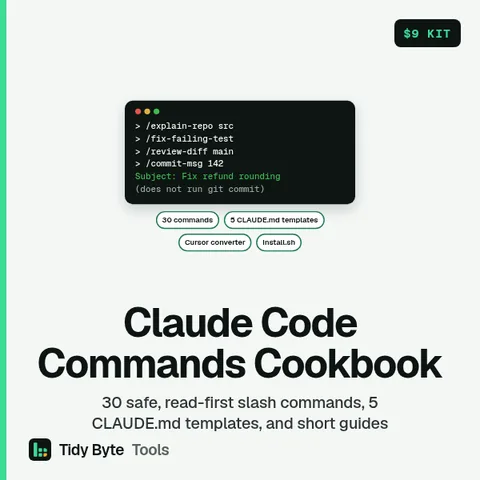 $9 KIT
> /explain-repo src
> /fix-failing-test
> /review-diff main
> /commit-msg 142
Subject: Fix refund rounding
(does not run git commit)
30 commands
5 CLAUDE.md templates
Cursor converter
Install.sh
Claude Code
Commands Cookbook
30 safe, read-first slash commands, 5
CLAUDE.md templates, and short guides
Tidy Byte Tools